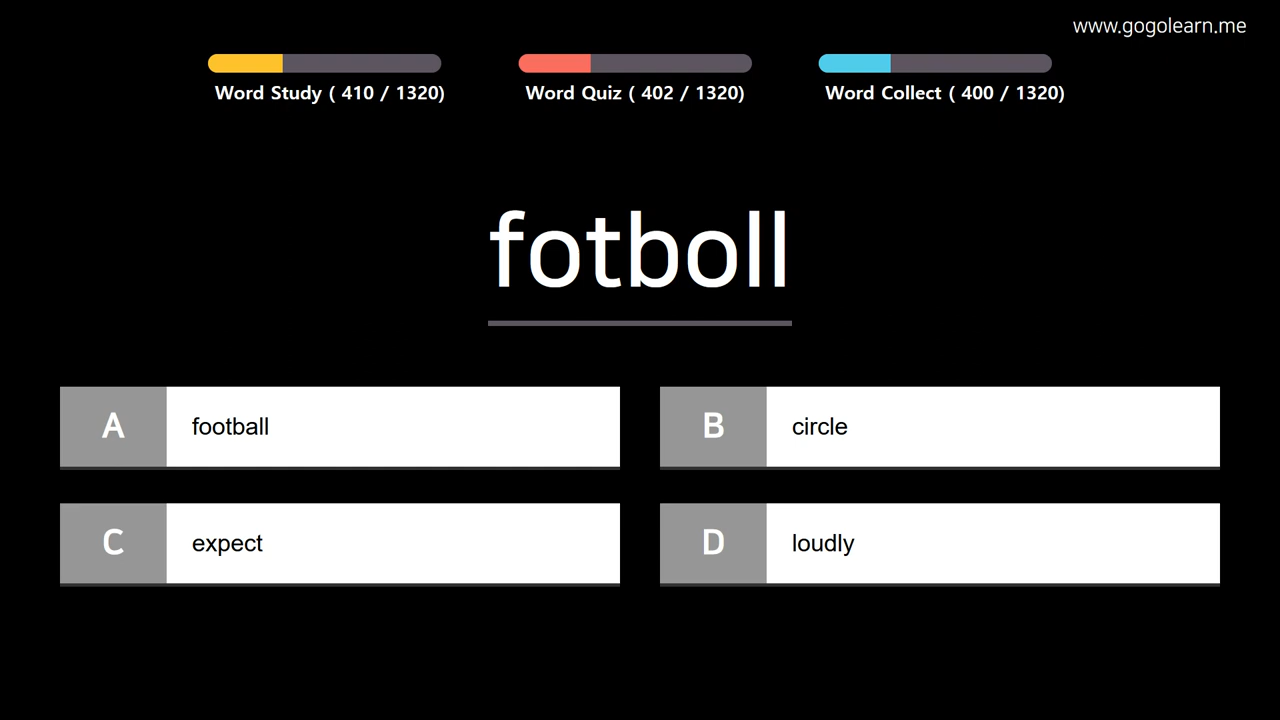 www.gogolearn.me
Word Study ( 410 / 1320)
Word Quiz ( 402 / 1320)
Word Collect ( 400 / 1320)
fotboll
A football
B circle
C expect
D loudly